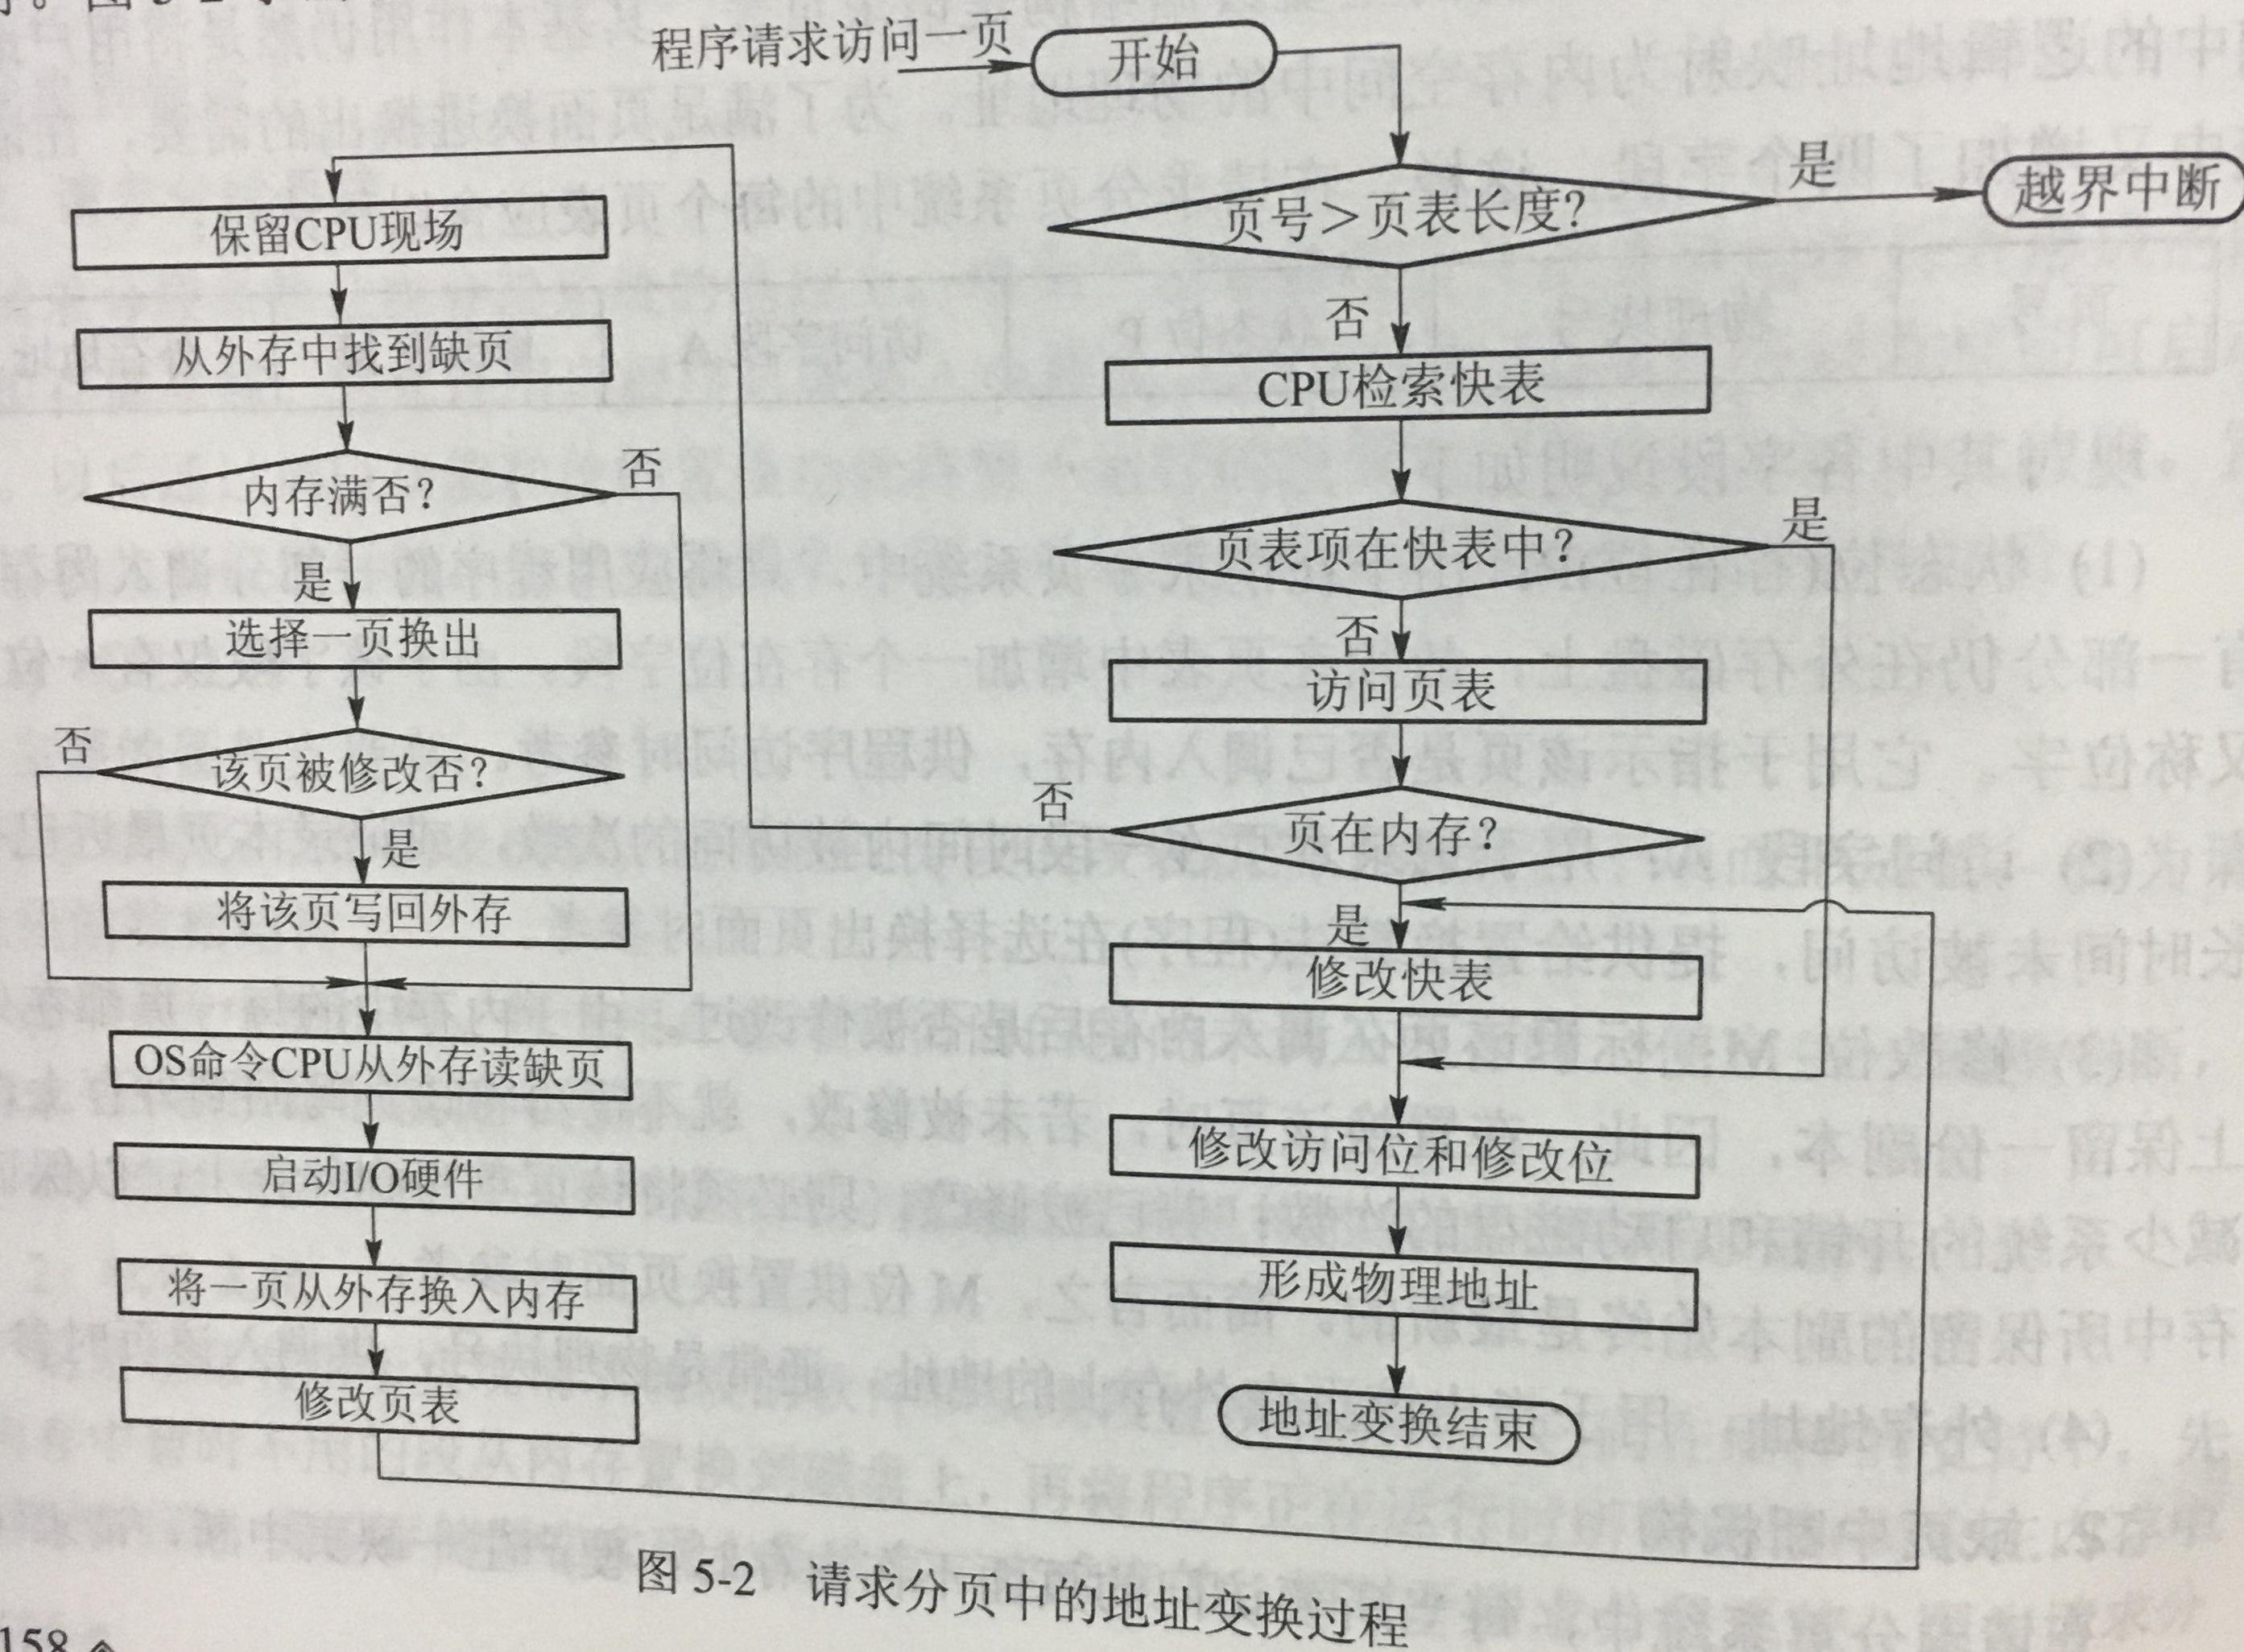 程序请求访问一页
开始
页号＞页表长度?
是
越界中断
否
CPU检索快表
页表项在快表中?
是
否
访问页表
页在内存?
否
是
修改快表
修改访问位和修改位
形成物理地址
地址变换结束
保留CPU现场
从外存中找到缺页
内存满否?
否
是
选择一页换出
该页被修改否?
否
是
将该页写回外存
OS命令CPU从外存读缺页
启动I/O硬件
将一页从外存换入内存
修改页表
图 5-2 请求分页中的地址变换过程
158